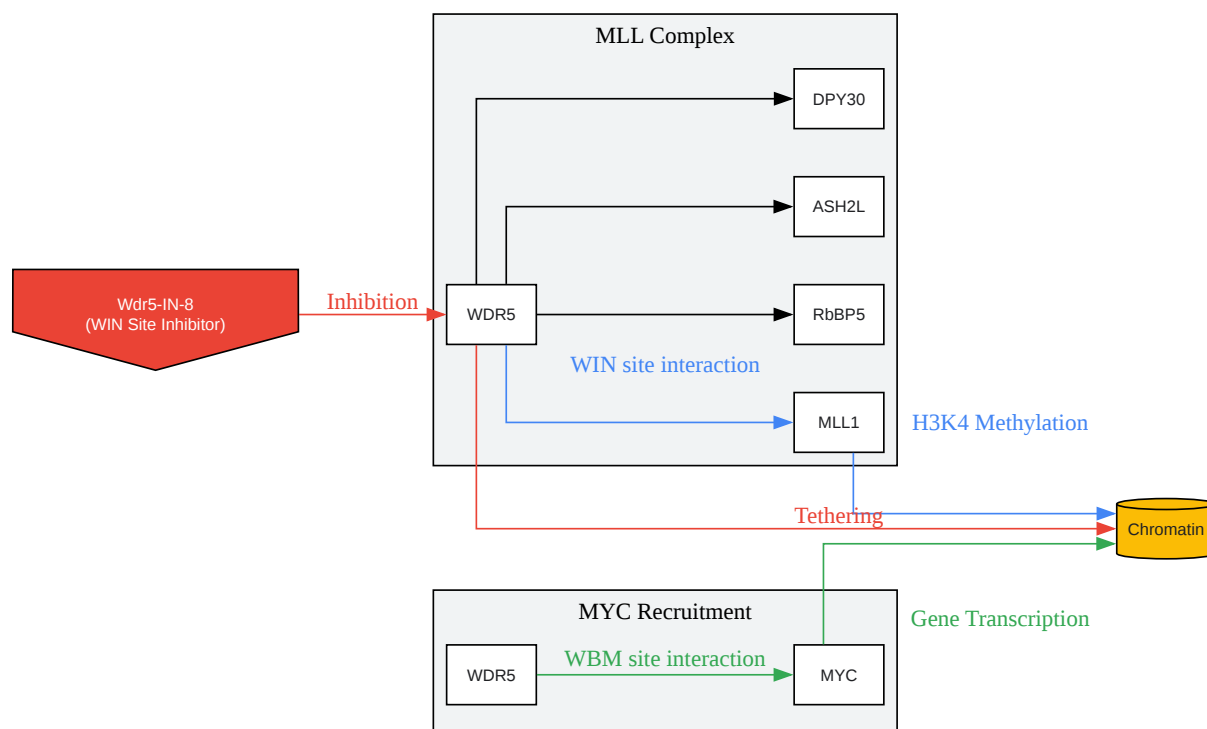 MLL Complex
DPY30
ASH2L
Wdr5-IN-8
(WIN Site Inhibitor)
Inhibition
WDR5
RbBP5
WIN site interaction
MLL1
H3K4 Methylation
Tethering
Chromatin
MYC Recruitment
Gene Transcription
WDR5
WBM site interaction
MYC